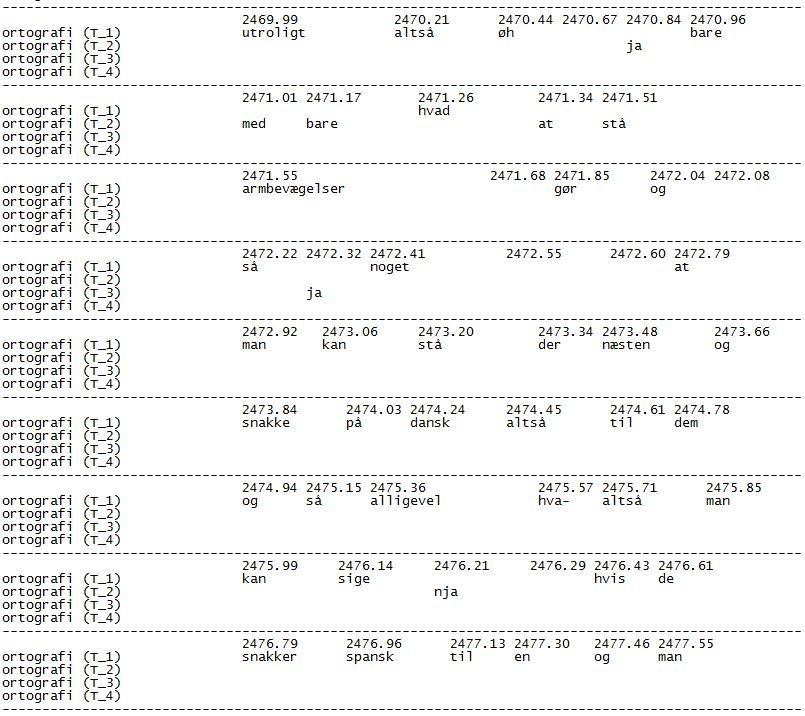 2469.99 2470.21 2470.44 2470.67 2470.84 2470.96
ortografi (T_1) utroligt altså øh bare
ortografi (T_2) ja
ortografi (T_3)
ortografi (T_4)
2471.01 2471.17 2471.26 2471.34 2471.51
ortografi (T_1) hvad
ortografi (T_2) med bare at stå
ortografi (T_3)
ortografi (T_4)
2471.55 2471.68 2471.85 2472.04 2472.08
ortografi (T_1) armbevægelser gør og
ortografi (T_2)
ortografi (T_3)
ortografi (T_4)
2472.22 2472.32 2472.41 2472.55 2472.60 2472.79
ortografi (T_1) så noget at
ortografi (T_2)
ortografi (T_3) ja
ortografi (T_4)
2472.92 2473.06 2473.20 2473.34 2473.48 2473.66
ortografi (T_1) man kan stå der næsten og
ortografi (T_2)
ortografi (T_3)
ortografi (T_4)
2473.84 2474.03 2474.24 2474.45 2474.61 2474.78
ortografi (T_1) snakke på dansk altså til dem
ortografi (T_2)
ortografi (T_3)
ortografi (T_4)
2474.94 2475.15 2475.36 2475.57 2475.71 2475.85
ortografi (T_1) og så alligevel hva- altså man
ortografi (T_2)
ortografi (T_3)
ortografi (T_4)
2475.99 2476.14 2476.21 2476.29 2476.43 2476.61
ortografi (T_1) kan sige hvis de
ortografi (T_2) nja
ortografi (T_3)
ortografi (T_4)
2476.79 2476.96 2477.13 2477.30 2477.46 2477.55
ortografi (T_1) snakker spansk til en og man
ortografi (T_2)
ortografi (T_3)
ortografi (T_4)